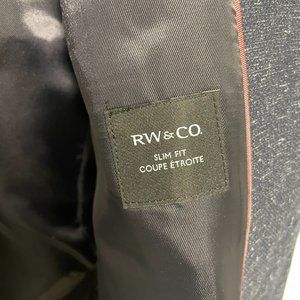 RW&CO.
SLIM FIT
COUPE ÉTROITE